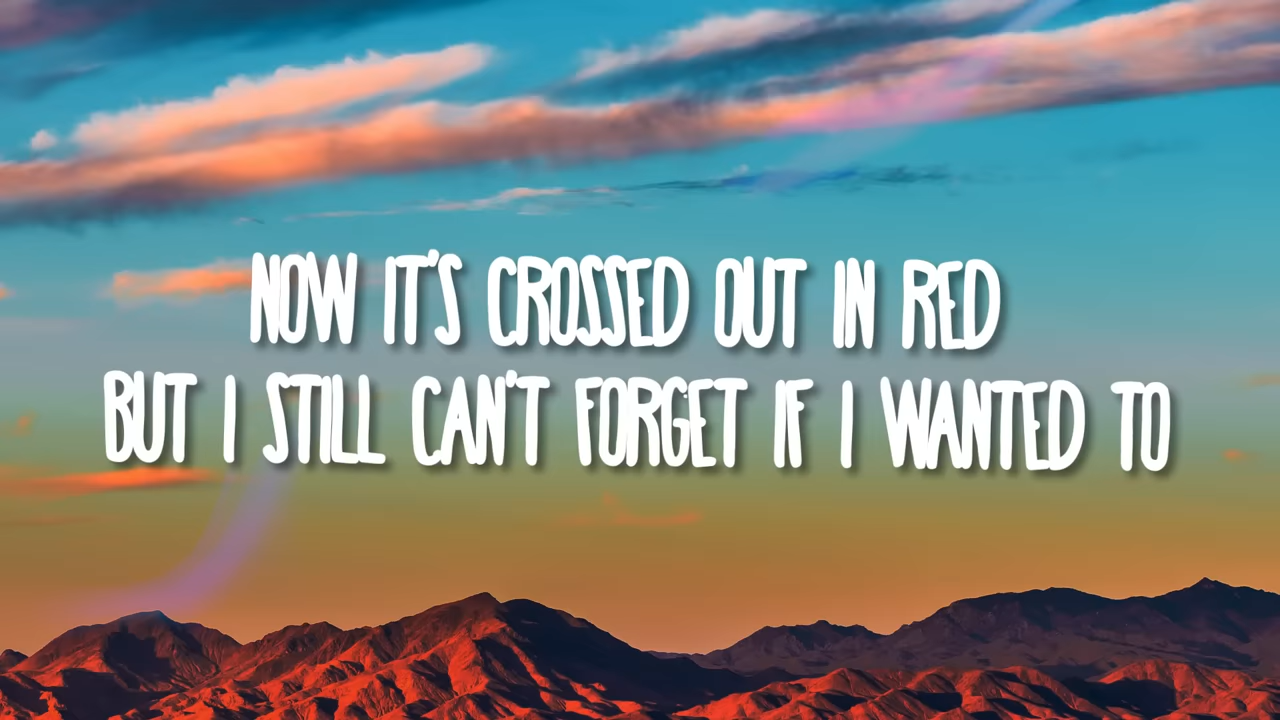 NOW IT'S CROSSED OUT IN RED
BUT I STILL CAN'T FORGET IF I WANTED TO